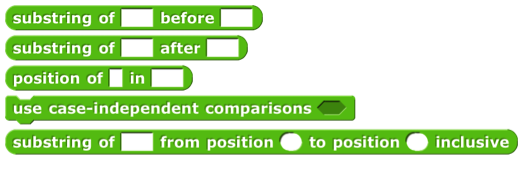 substring of before
substring of after
position of in
use case-independent comparisons
substring of from position to position inclusive